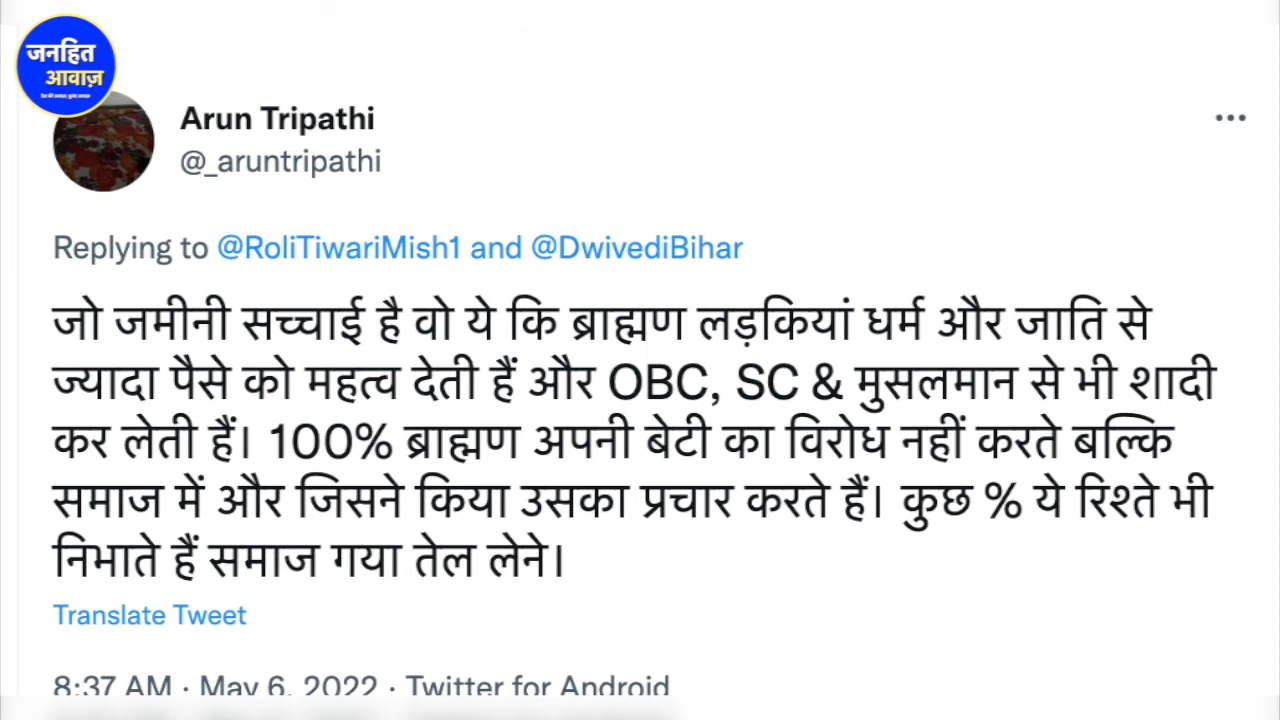 जनहित
आवाज़
Arun Tripathi
@_aruntripathi
Replying to @RoliTiwariMish1 and @DwivediBihar
जो जमीनी सच्चाई है वो ये कि ब्राह्मण लड़कियां धर्म और जाति से
ज्यादा पैसे को महत्व देती हैं और OBC, SC & मुसलमान से भी शादी
कर लेती हैं। 100% ब्राह्मण अपनी बेटी का विरोध नहीं करते बल्कि
समाज में और जिसने किया उसका प्रचार करते हैं। कुछ % ये रिश्ते भी
निभाते हैं समाज गया तेल लेने।
Translate Tweet
8:37 AM · May 6, 2022 · Twitter for Android